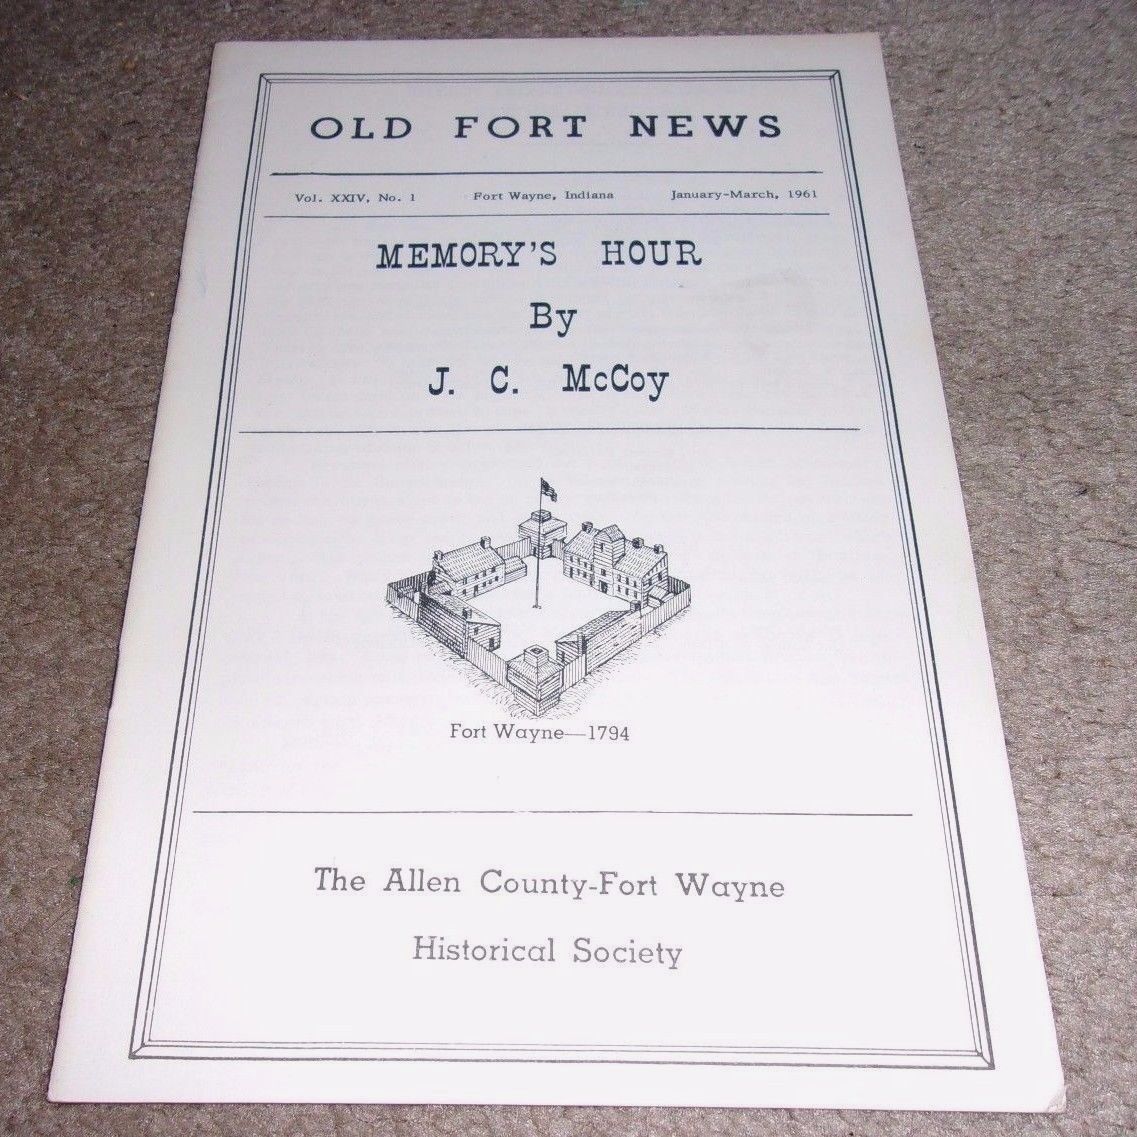 OLD FORT NEWS
Vol. XXIV, No. 1 Fort Wayne, Indiana January-March, 1961
MEMORY'S HOUR
By
J. C. McCoy
Fort Wayne—1794
The Allen County-Fort Wayne
Historical Society